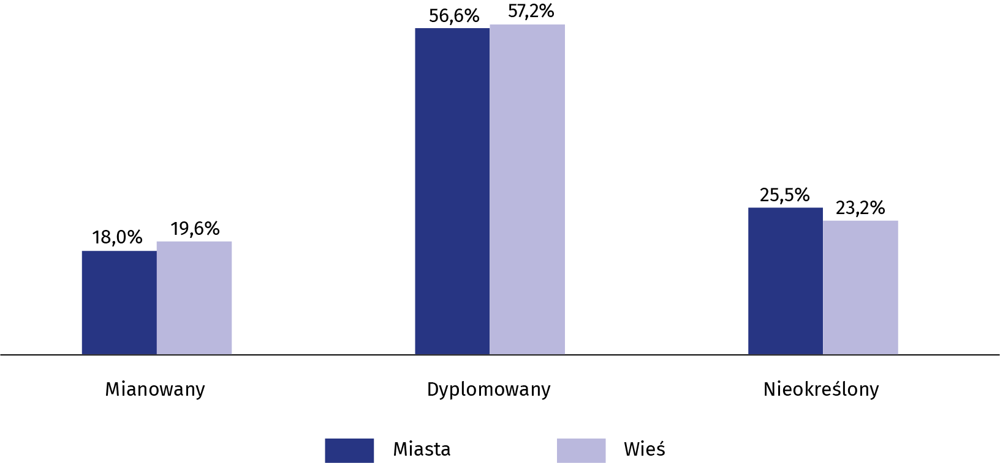 56,6%
57,2%
25,5%
23,2%
18,0%
19,6%
Mianowany
Dyplomowany
Nieokreślony
Miasta
Wieś